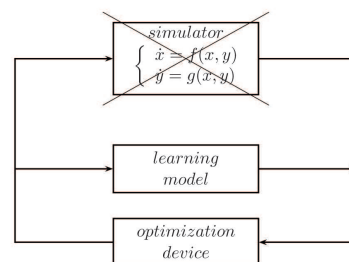 simulator
{ ẋ = f(x, y)
ẏ = g(x, y)
learning
model
optimization
device